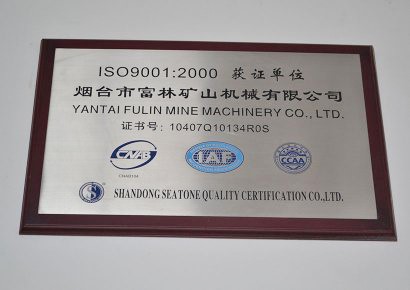 ISO9001:2000 获证单位
烟台市富林矿山机械有限公司
YANTAI FULIN MINE MACHINERY CO., LTD.
证书号: 10407Q10134R0S
CNAB
IAF
CCAA
SHANDONG SEATONE QUALITY CERTIFICATION CO.,LTD.